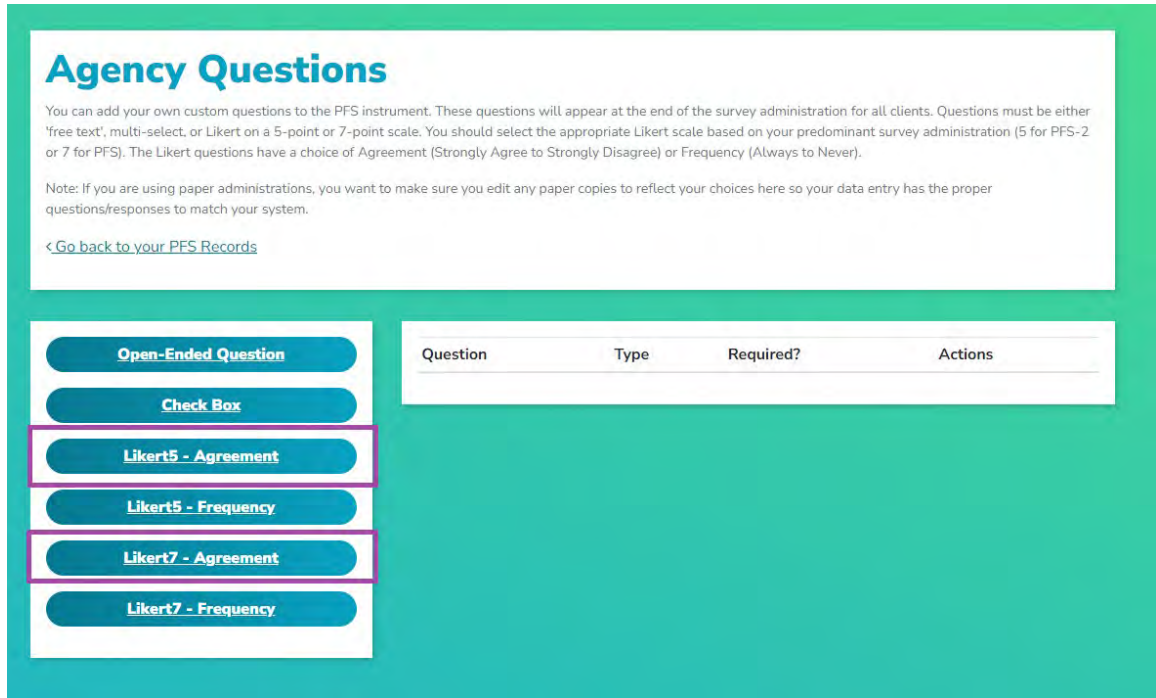 Agency Questions
You can add your own custom questions to the PFS instrument. These questions will appear at the end of the survey administration for all clients. Questions must be either
'free text', multi-select, or Likert on a 5-point or 7-point scale. You should select the appropriate Likert scale based on your predominant survey administration (5 for PFS-2
or 7 for PFS). The Likert questions have a choice of Agreement (Strongly Agree to Strongly Disagree) or Frequency (Always to Never).
Note: If you are using paper administrations, you want to make sure you edit any paper copies to reflect your choices here so your data entry has the proper
questions/responses to match your system.
< Go back to your PFS Records
Open-Ended Question
Check Box
Likert5 - Agreement
Likert5 - Frequency
Likert7 - Agreement
Likert7 - Frequency
Question Type Required? Actions